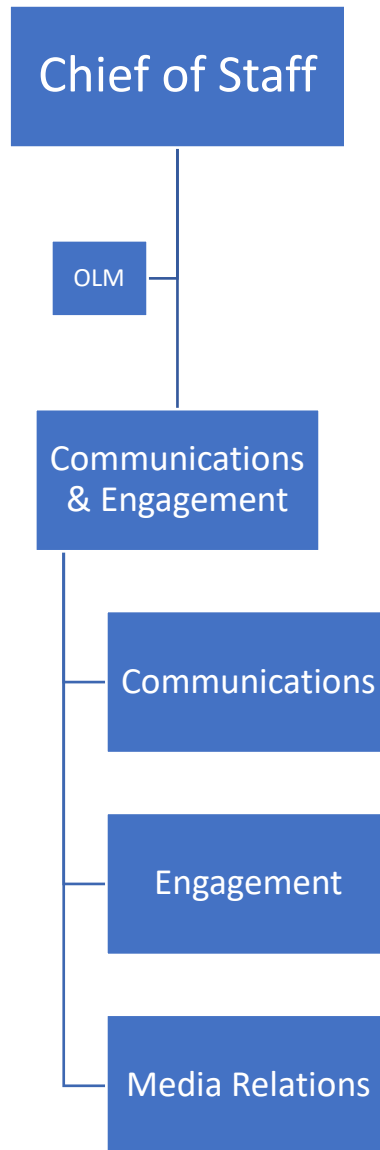 Chief of Staff
OLM
Communications
& Engagement
Communications
Engagement
Media Relations